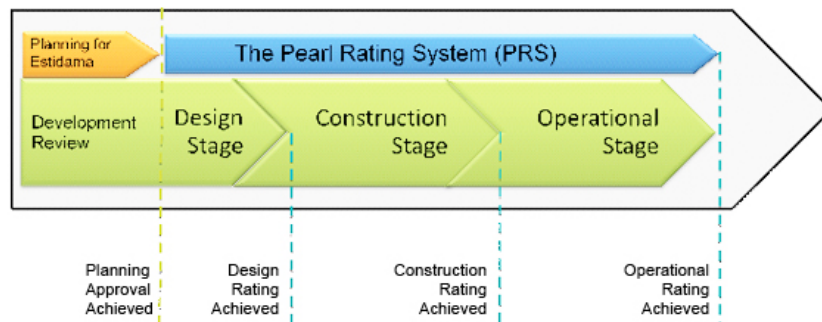 Planning for
Estidama
The Pearl Rating System (PRS)
Development
Review
Design
Stage
Construction
Stage
Operational
Stage
Planning
Approval
Achieved
Design
Rating
Achieved
Construction
Rating
Achieved
Operational
Rating
Achieved